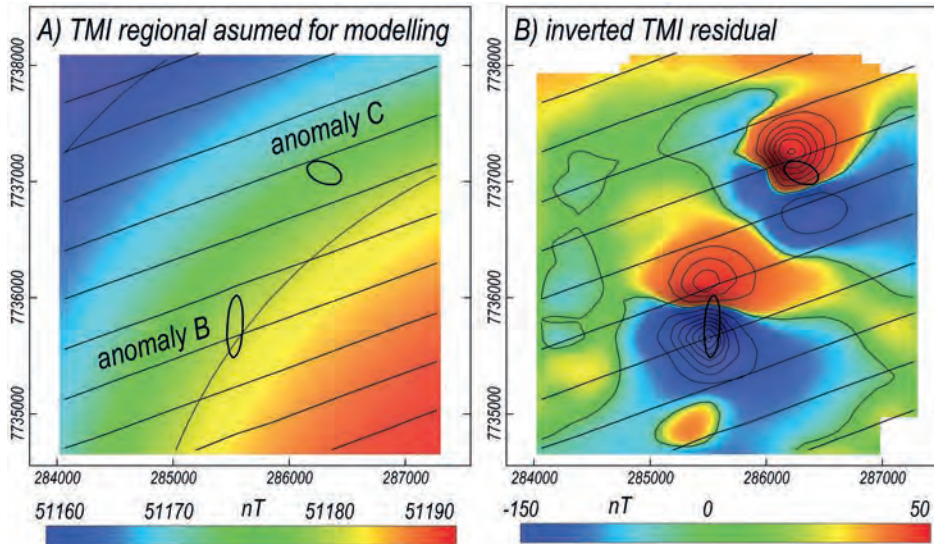 A) TMI regional asumed for modelling
7738000
7737000
7736000
7735000
anomaly C
anomaly B
284000 285000 286000 287000
51160 51170 nT 51180 51190
B) inverted TMI residual
7738000
7737000
7736000
7735000
284000 285000 286000 287000
-150 nT 0 50